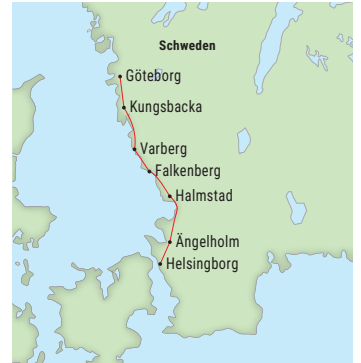 Schweden
Göteborg
Kungsbacka
Varberg
Falkenberg
Halmstad
Ängelholm
Helsingborg